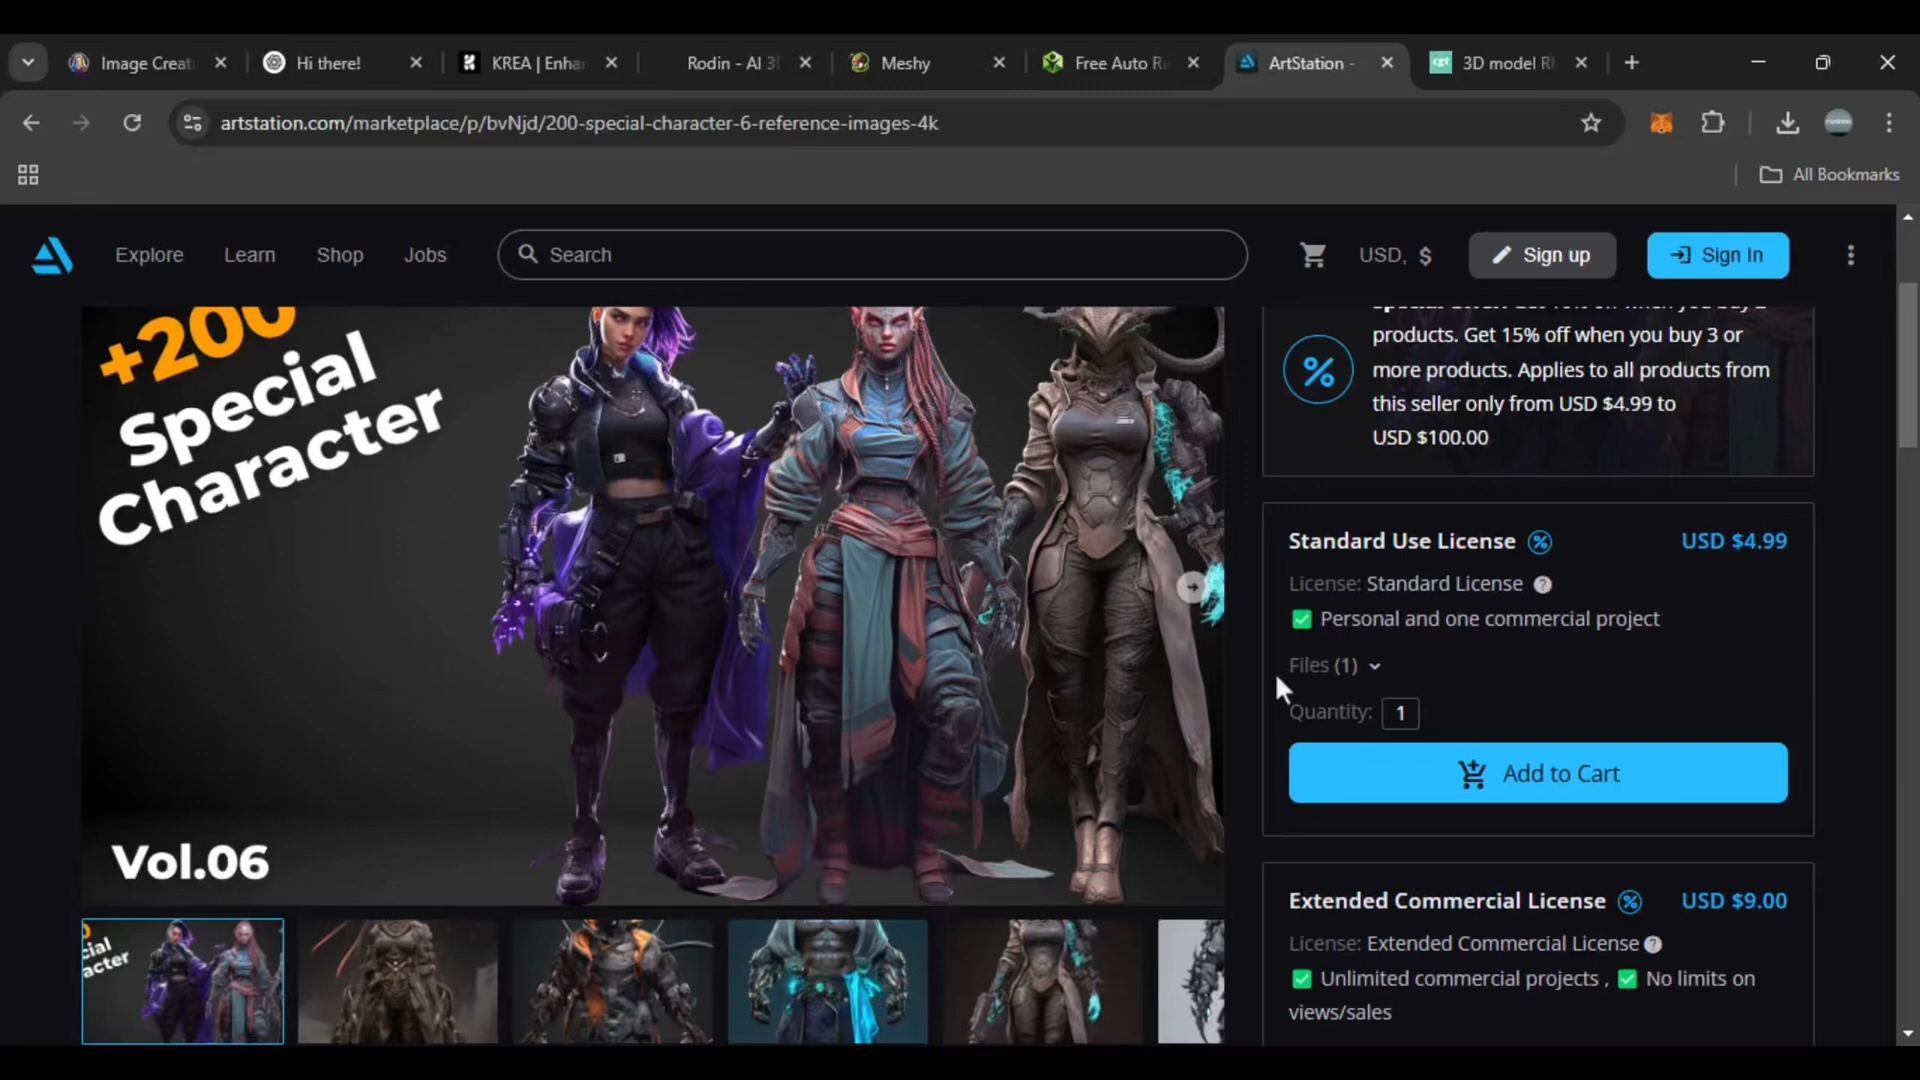 Image Creat
Hi there!
KREA | Enhan
Rodin - AI 3D
Meshy
Free Auto Ri
ArtStation -
3D model R
artstation.com/marketplace/p/bvNjd/200-special-character-6-reference-images-4k
All Bookmarks
Explore
Learn
Shop
Jobs
Search
USD, $
Sign up
Sign In
+200
Special
Character
Vol.06
products. Get 15% off when you buy 3 or
more products. Applies to all products from
this seller only from USD $4.99 to
USD $100.00
Standard Use License
USD $4.99
License: Standard License
Personal and one commercial project
Files (1)
Quantity: 1
Add to Cart
Extended Commercial License
USD $9.00
License: Extended Commercial License
Unlimited commercial projects , No limits on
views/sales